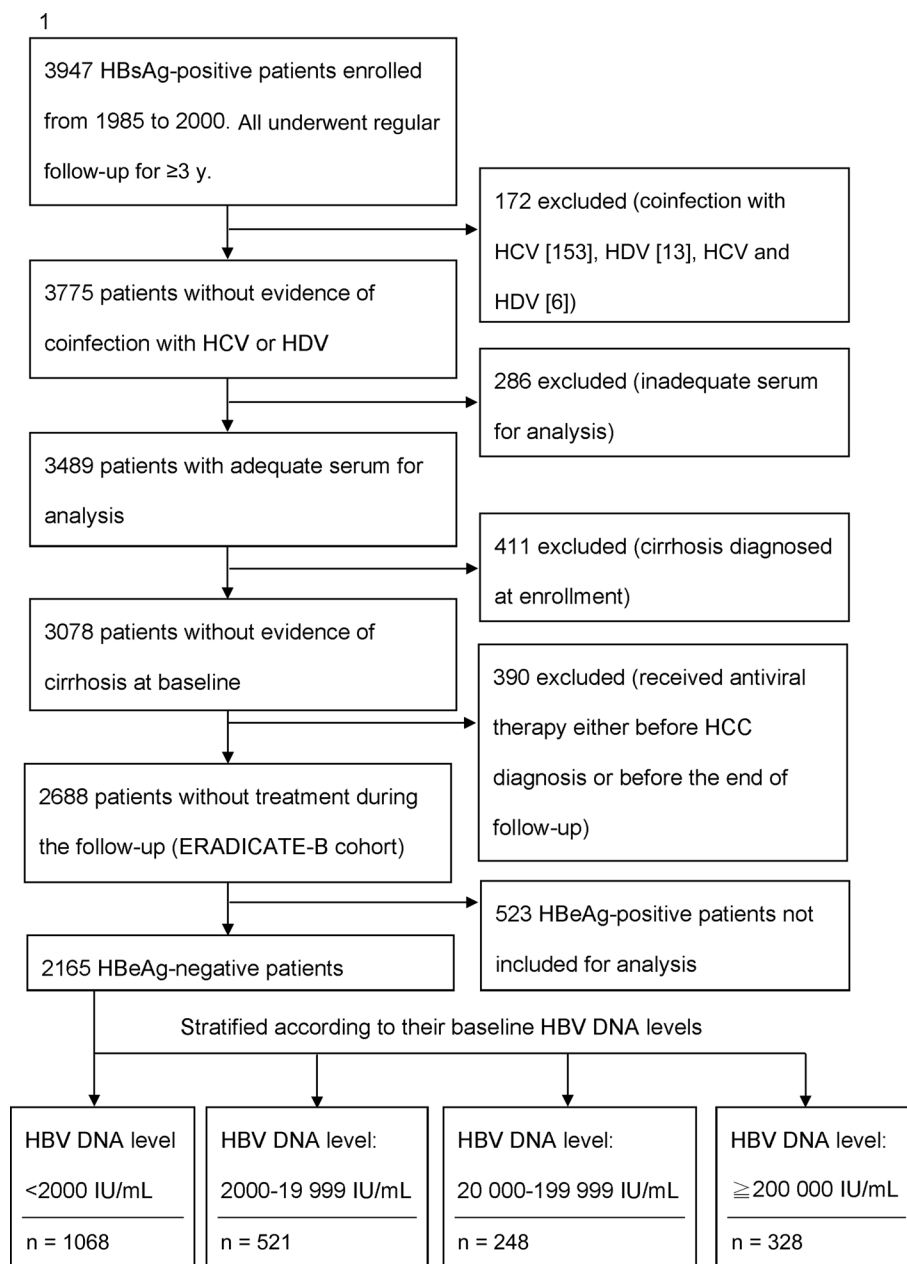 1
3947 HBsAg-positive patients enrolled
from 1985 to 2000. All underwent regular
follow-up for ≥3 y.
172 excluded (coinfection with
HCV [153], HDV [13], HCV and
HDV [6])
3775 patients without evidence of
coinfection with HCV or HDV
286 excluded (inadequate serum
for analysis)
3489 patients with adequate serum for
analysis
411 excluded (cirrhosis diagnosed
at enrollment)
3078 patients without evidence of
cirrhosis at baseline
390 excluded (received antiviral
therapy either before HCC
diagnosis or before the end of
follow-up)
2688 patients without treatment during
the follow-up (ERADICATE-B cohort)
523 HBeAg-positive patients not
included for analysis
2165 HBeAg-negative patients
Stratified according to their baseline HBV DNA levels
HBV DNA level
<2000 IU/mL
n = 1068
HBV DNA level:
2000-19 999 IU/mL
n = 521
HBV DNA level:
20 000-199 999 IU/mL
n = 248
HBV DNA level:
≧200 000 IU/mL
n = 328